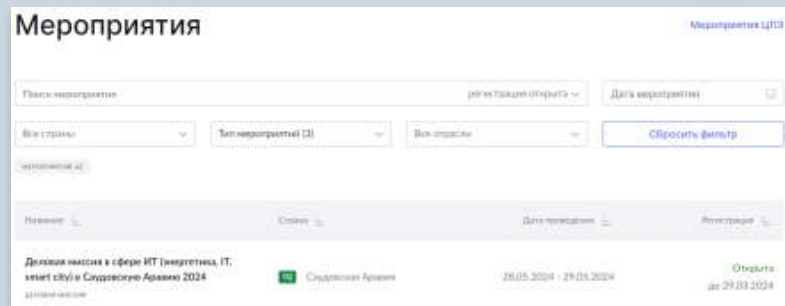 Мероприятия
Мероприятия ЦПЭ
Поиск мероприятия
регистрация открыта
Дата мероприятия
Все страны
Тип мероприятий (3)
Все отрасли
Сбросить фильтр
Название
Страна
Дата проведения
Регистрация
Деловая миссия в сфере ИТ (энергетика, IT,
smart city) в Саудовскую Аравию 2024
деловая миссия
Саудовская Аравия
28.05.2024 - 29.05.2024
Открыта
до 29.03.2024